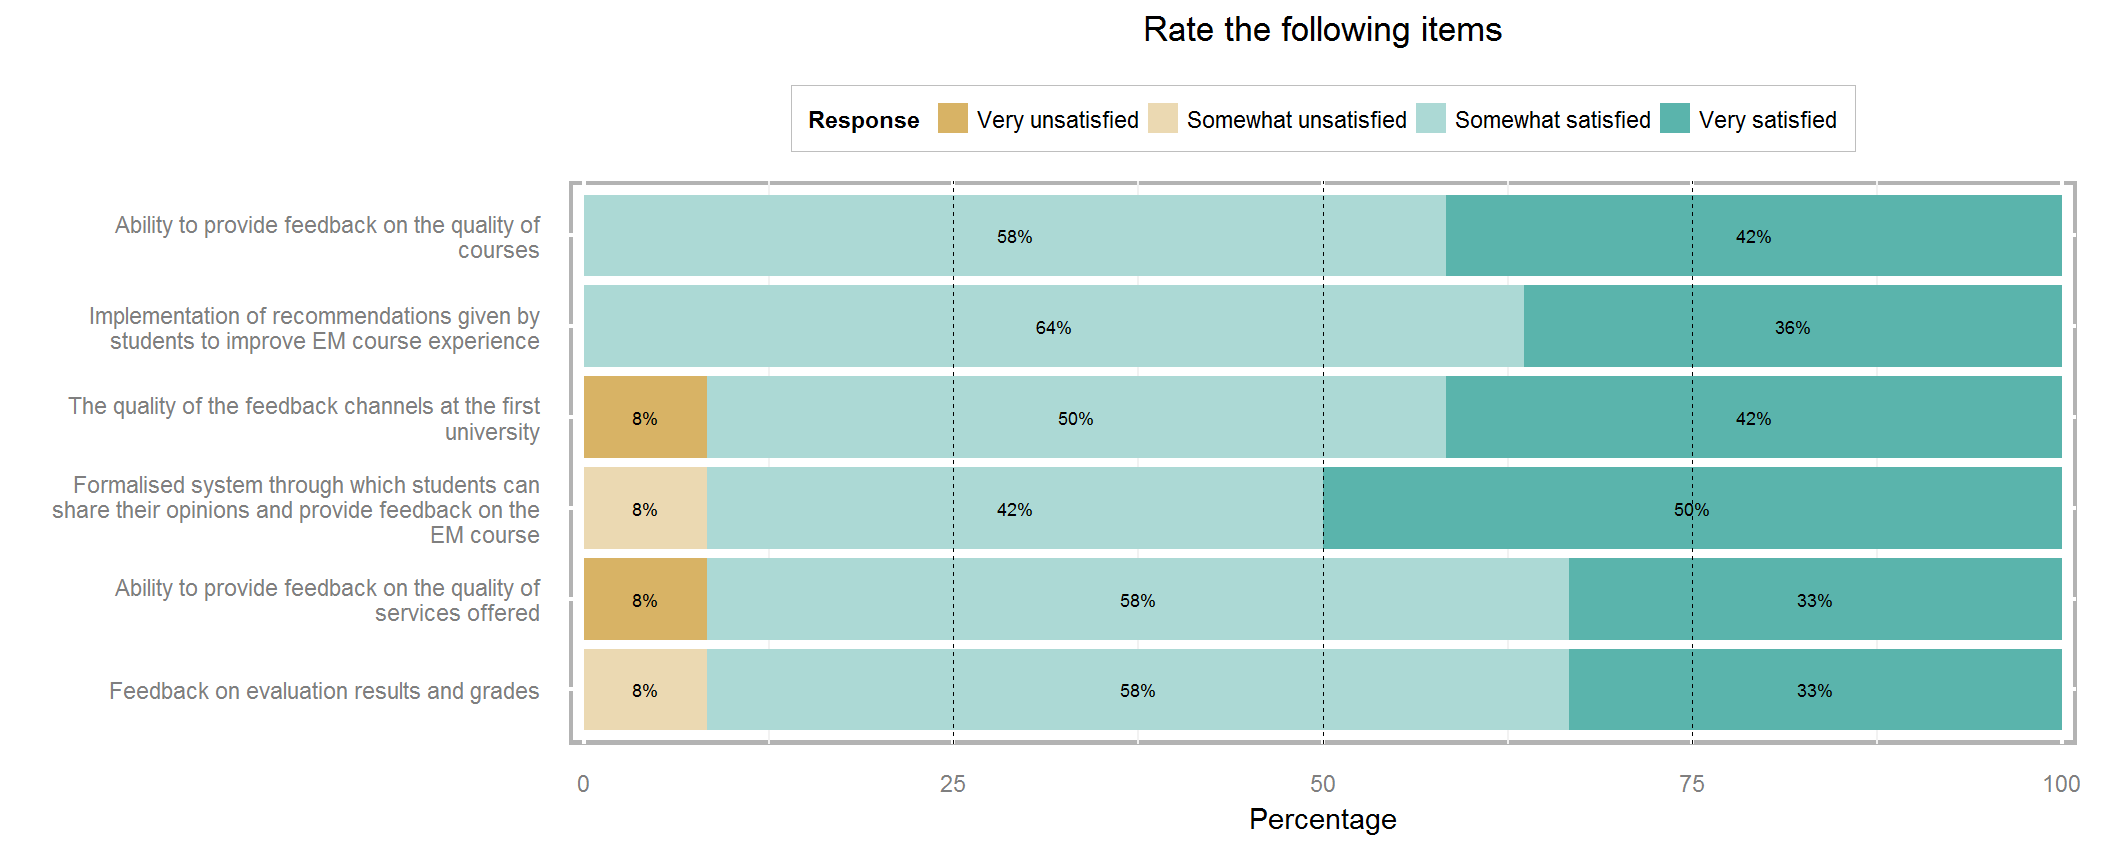 Rate the following items
Response Very unsatisfied Somewhat unsatisfied Somewhat satisfied Very satisfied
Ability to provide feedback on the quality of
courses
58% 42%
Implementation of recommendations given by
students to improve EM course experience
64% 36%
The quality of the feedback channels at the first
university
8% 50% 42%
Formalised system through which students can
share their opinions and provide feedback on the
EM course
8% 42% 50%
Ability to provide feedback on the quality of
services offered
8% 58% 33%
Feedback on evaluation results and grades
8% 58% 33%
0 25 50 75 100
Percentage